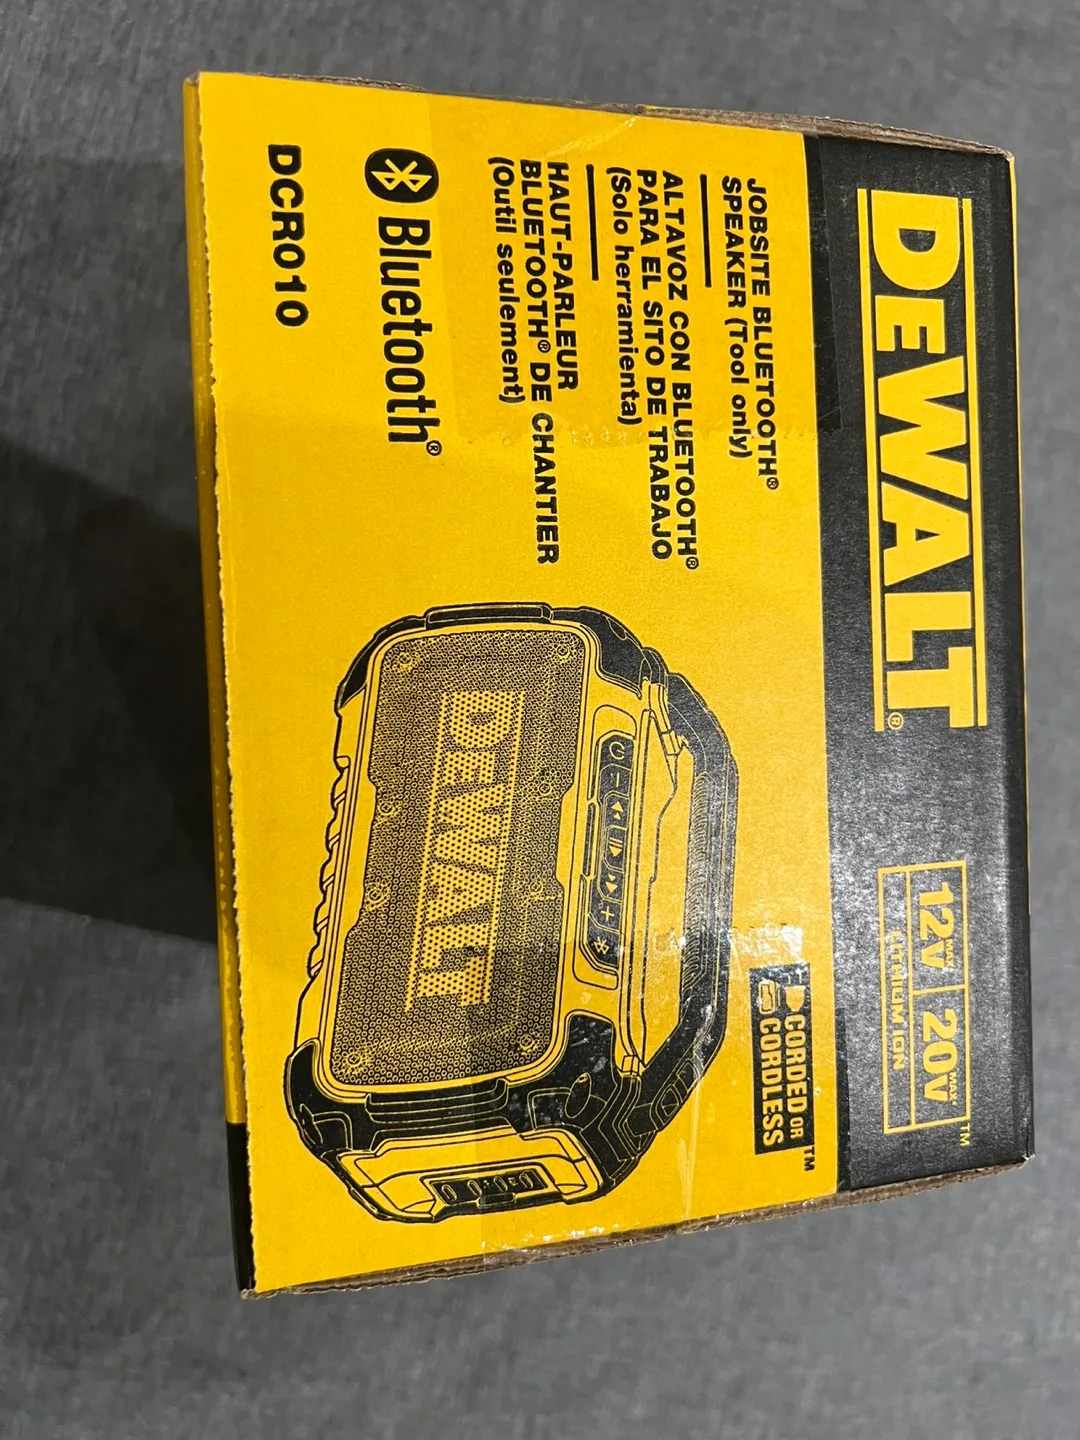 DEWALT®
12V MAX 20V MAX™
LITHIUM ION
JOBSITE BLUETOOTH®
SPEAKER (Tool only)
ALTAVOZ CON BLUETOOTH®
PARA EL SITO DE TRABAJO
(Solo herramienta)
HAUT-PARLEUR
BLUETOOTH® DE CHANTIER
(Outil seulement)
Bluetooth®
DCR010
CORDED OR
CORDLESS™
DEWALT